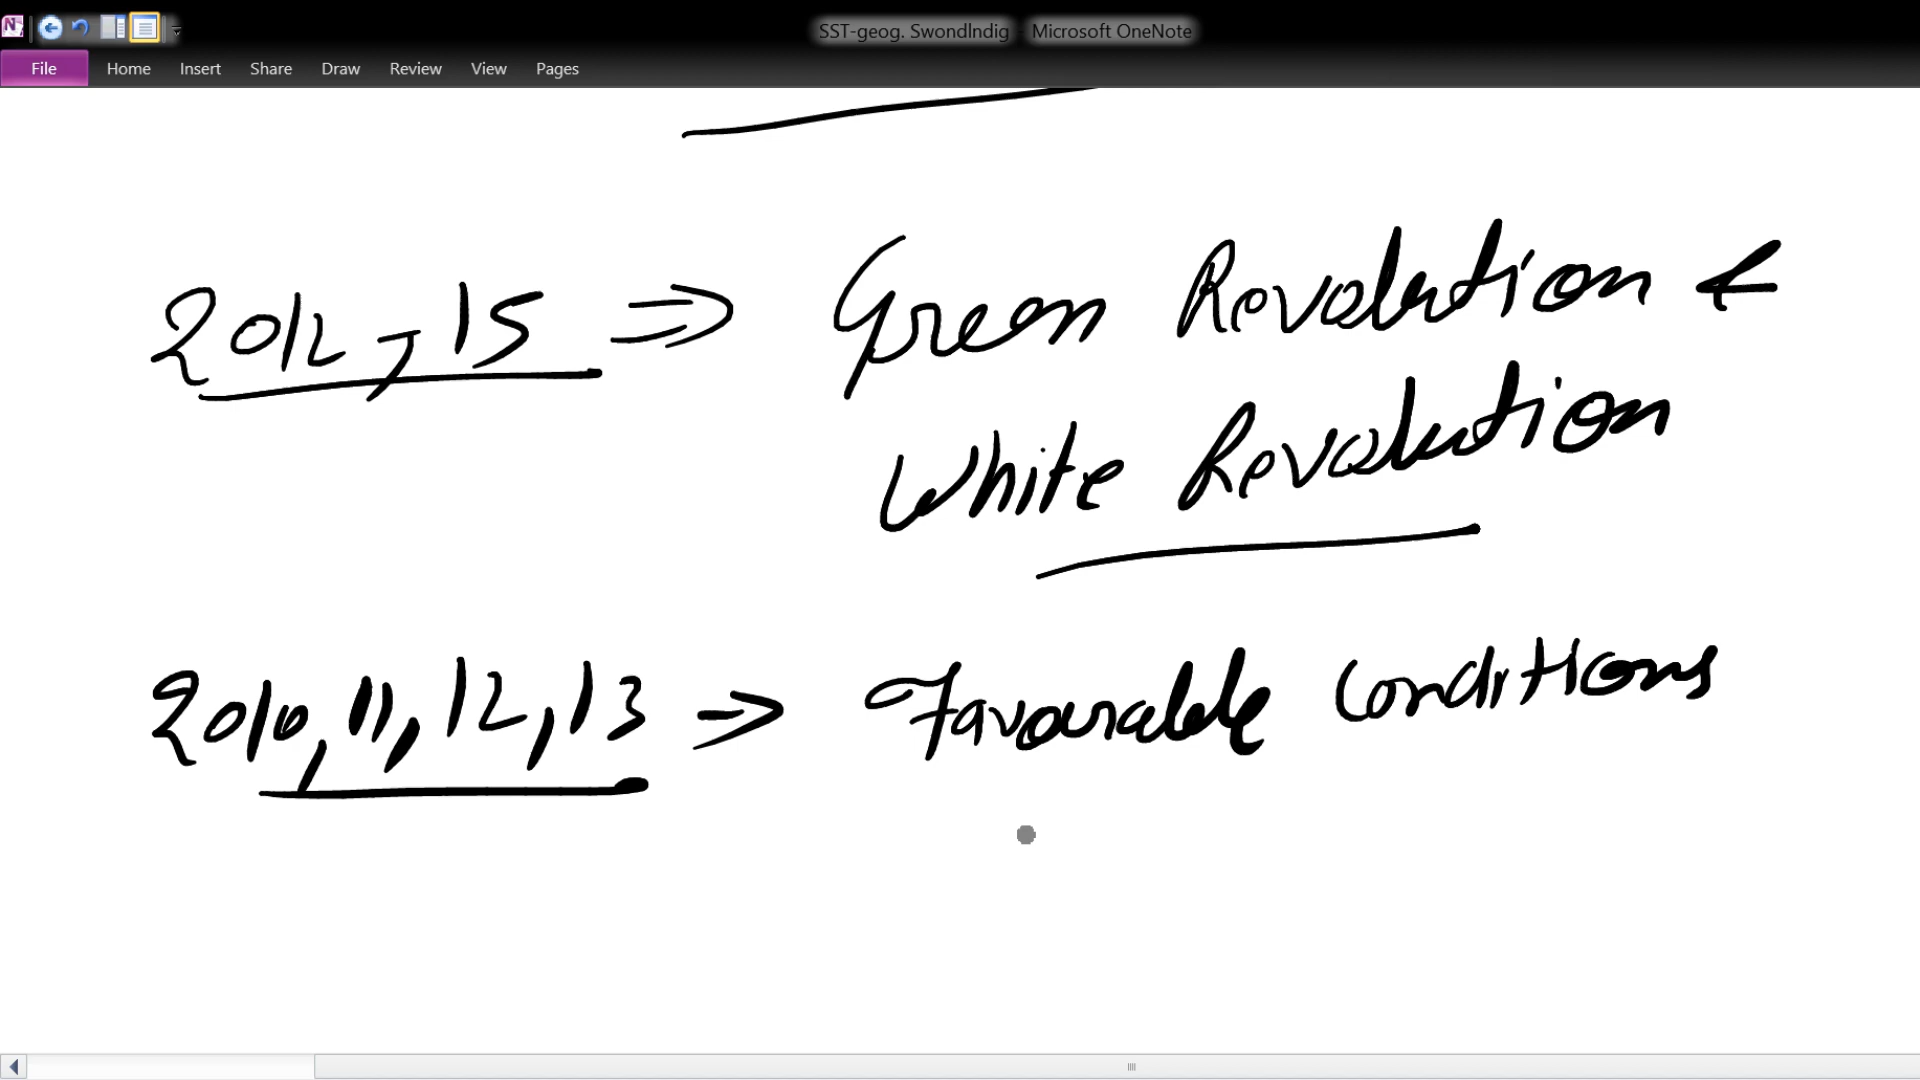 SST-geog. SwondIndig - Microsoft OneNote
File Home Insert Share Draw Review View Pages
2012, 15 ⇒ Green Revolution &
White Revolution
2010, 11, 12, 13 → Favourable Conditions